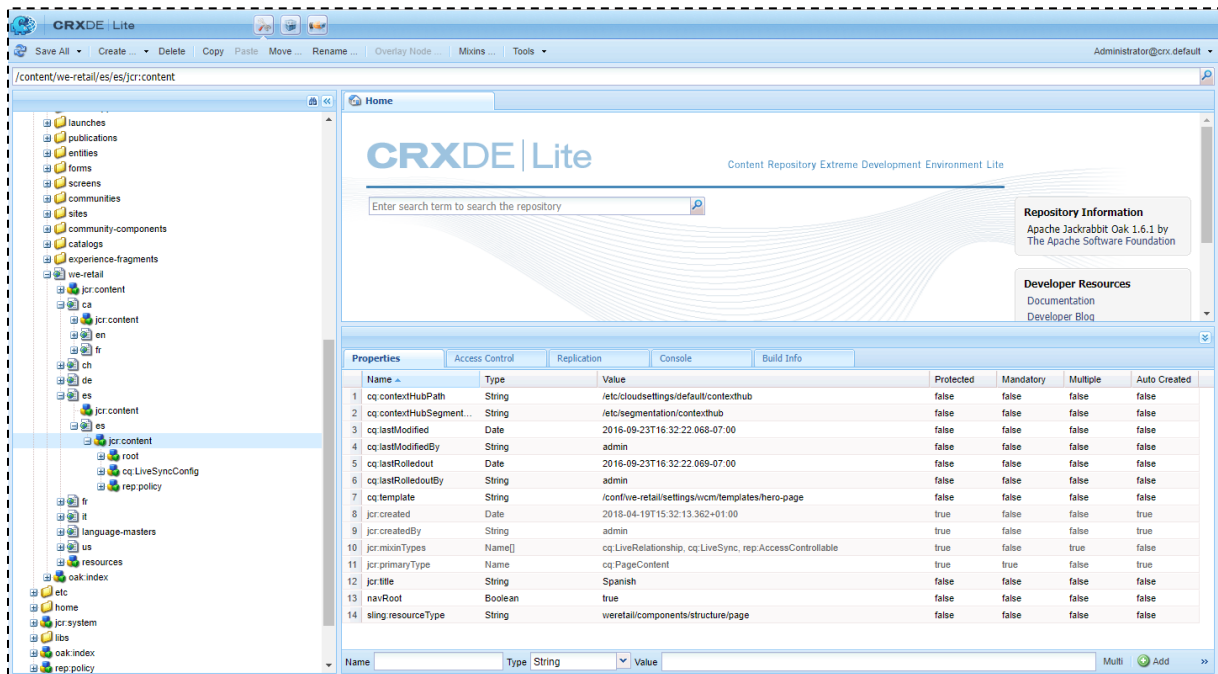 CRXDE Lite
Save All Create ... Delete Copy Paste Move ... Rename ... Overlay Node ... Mixins ... Tools Administrator@crx.default
/content/we-retail/es/es/jcr:content
launches
publications
entities
forms
screens
communities
sites
community-components
catalogs
experience-fragments
we-retail
jcr:content
ca
jcr:content
en
fr
ch
de
es
jcr:content
es
jcr:content
root
cq:LiveSyncConfig
rep:policy
fr
it
language-masters
us
resources
oak:index
etc
home
jcr:system
libs
oak:index
rep:policy
Home
CRXDE Lite
Content Repository Extreme Development Environment Lite
Enter search term to search the repository
Repository Information
Apache Jackrabbit Oak 1.6.1 by
The Apache Software Foundation
Developer Resources
Documentation
Developer Blog
Properties Access Control Replication Console Build Info
Name Type Value Protected Mandatory Multiple Auto Created
1 cq:contextHubPath String /etc/cloudsettings/default/contexthub false false false false
2 cq:contextHubSegment... String /etc/segmentation/contexthub false false false false
3 cq:lastModified Date 2016-09-23T16:32:22.068-07:00 false false false false
4 cq:lastModifiedBy String admin false false false false
5 cq:lastRolledout Date 2016-09-23T16:32:22.069-07:00 false false false false
6 cq:lastRolledoutBy String admin false false false false
7 cq:template String /conf/we-retail/settings/wcm/templates/hero-page false false false false
8 jcr:created Date 2018-04-19T15:32:13.362+01:00 true false false true
9 jcr:createdBy String admin true false false true
10 jcr:mixinTypes Name[] cq:LiveRelationship, cq:LiveSync, rep:AccessControllable true false true false
11 jcr:primaryType Name cq:PageContent true true false true
12 jcr:title String Spanish false false false false
13 navRoot Boolean true false false false false
14 sling:resourceType String weretail/components/structure/page false false false false
Name Type String Value Multi Add »